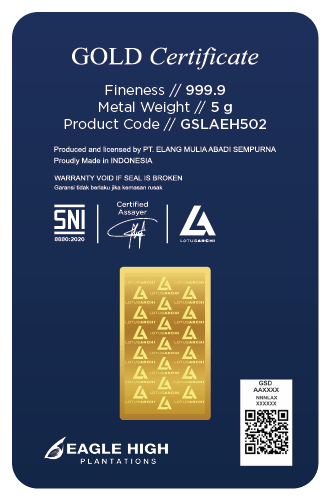 GOLD Certificate
Fineness // 999.9
Metal Weight // 5 g
Product Code // GSLAEH502
Produced and licensed by PT. ELANG MULIA ABADI SEMPURNA
Proudly Made in INDONESIA
WARRANTY VOID IF SEAL IS BROKEN
Garansi tidak berlaku jika kemasan rusak
SNI
8880:2020
Certified
Assayer
LOTUSARCHI
LOTUSARCHI
GSD
AAXXXX
NNNLAX
XXXXXX
EAGLE HIGH
PLANTATIONS